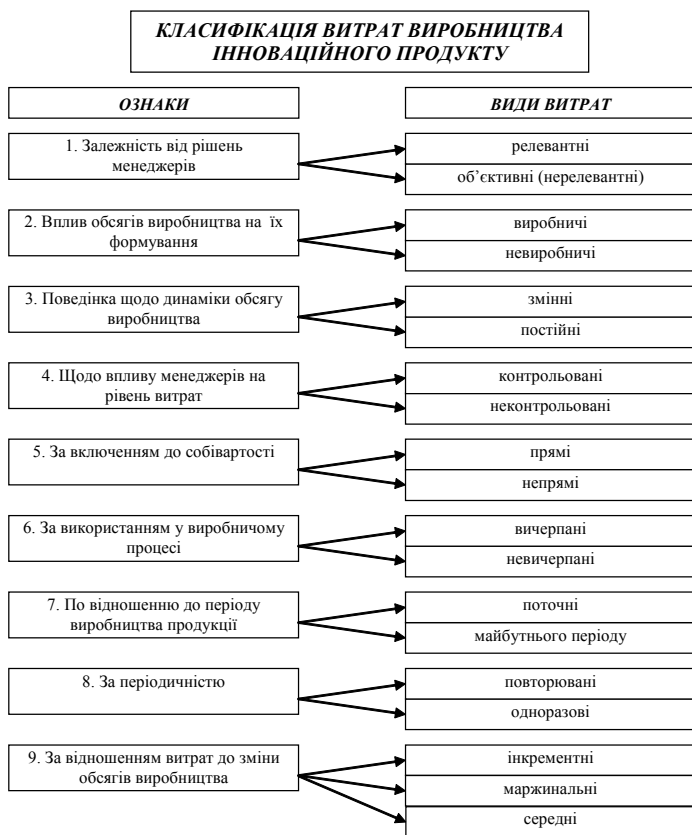 КЛАСИФІКАЦІЯ ВИТРАТ ВИРОБНИЦТВА
ІННОВАЦІЙНОГО ПРОДУКТУ
ОЗНАКИ
ВИДИ ВИТРАТ
1. Залежність від рішень
менеджерів
релевантні
об’єктивні (нерелевантні)
2. Вплив обсягів виробництва на їх
формування
виробничі
невиробничі
3. Поведінка щодо динаміки обсягу
виробництва
змінні
постійні
4. Щодо впливу менеджерів на
рівень витрат
контрольовані
неконтрольовані
5. За включенням до собівартості
прямі
непрямі
6. За використанням у виробничому
процесі
вичерпані
невичерпані
7. По відношенню до періоду
виробництва продукції
поточні
майбутнього періоду
8. За періодичністю
повторювані
одноразові
9. За відношенням витрат до зміни
обсягів виробництва
інкрементні
маржинальні
середні